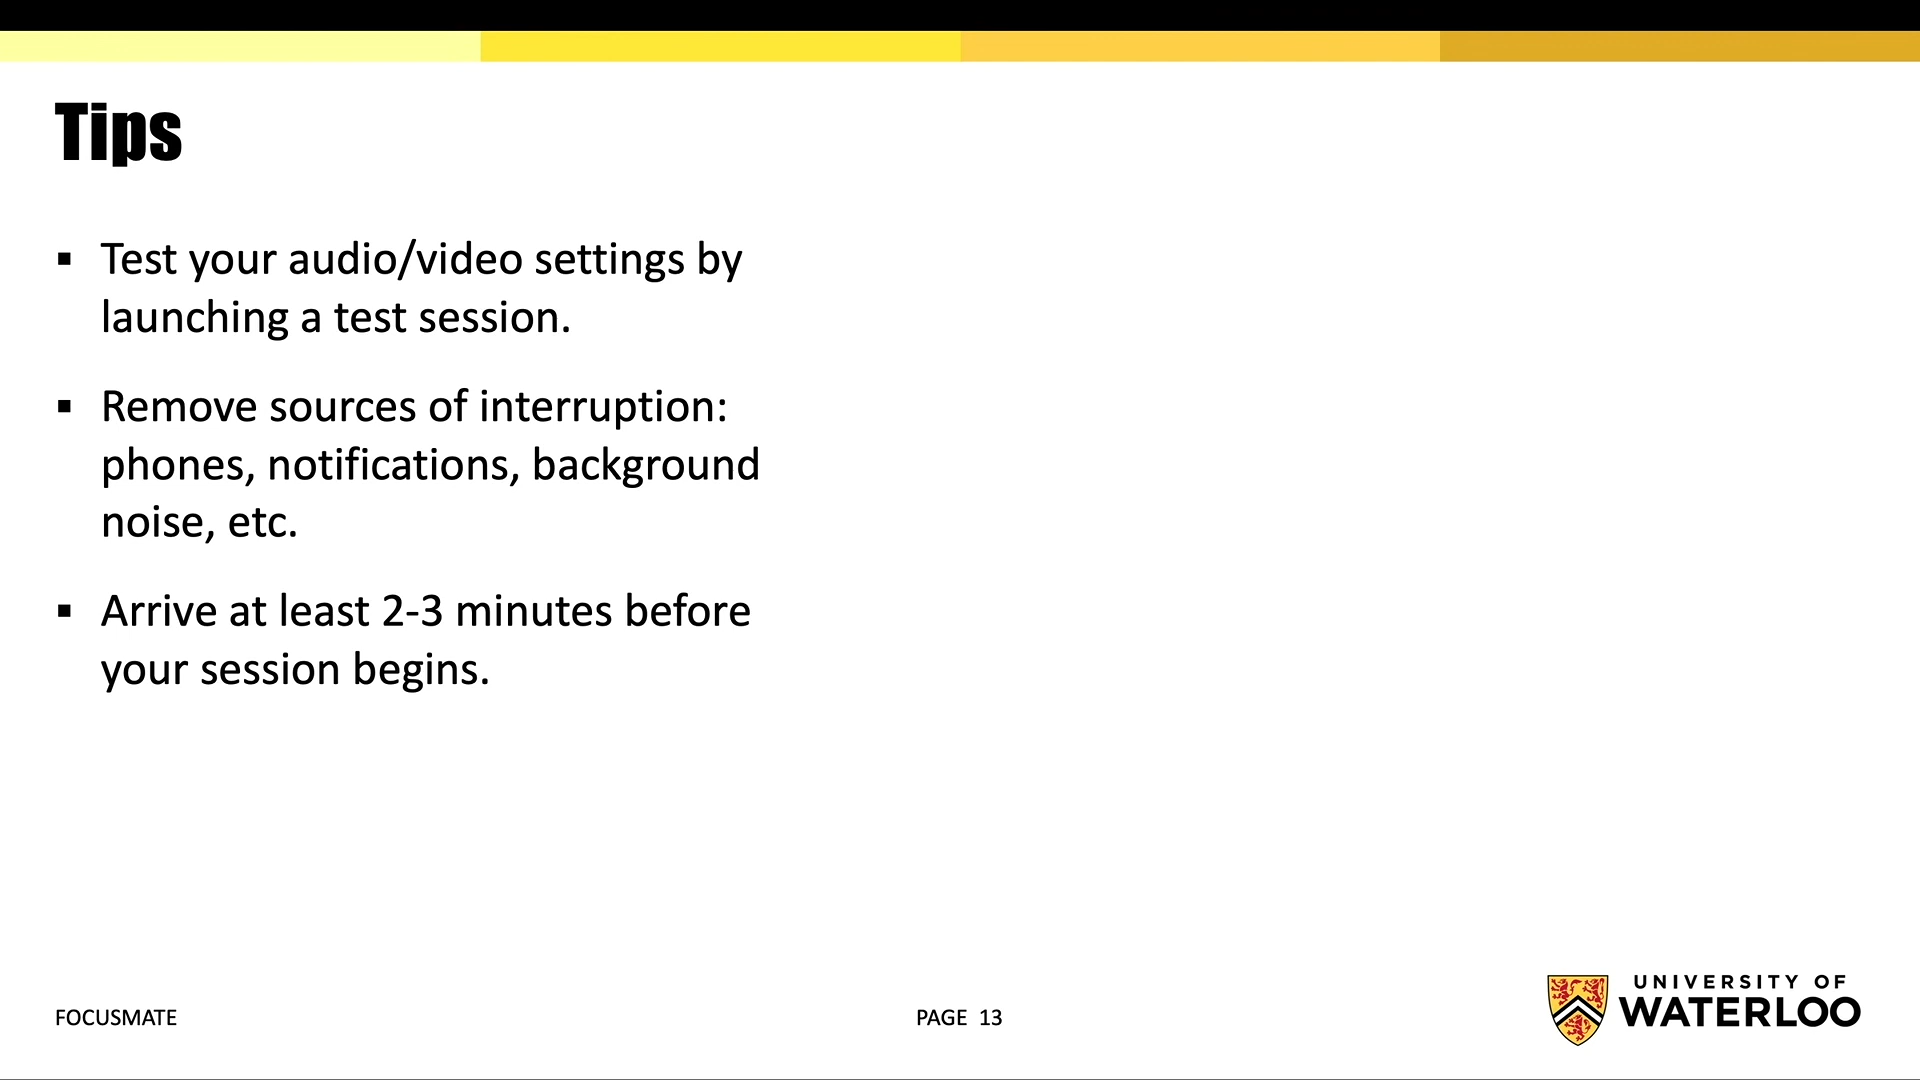 Tips
▪ Test your audio/video settings by
launching a test session.
▪ Remove sources of interruption:
phones, notifications, background
noise, etc.
▪ Arrive at least 2-3 minutes before
your session begins.
FOCUSMATE
PAGE 13
UNIVERSITY OF
WATERLOO